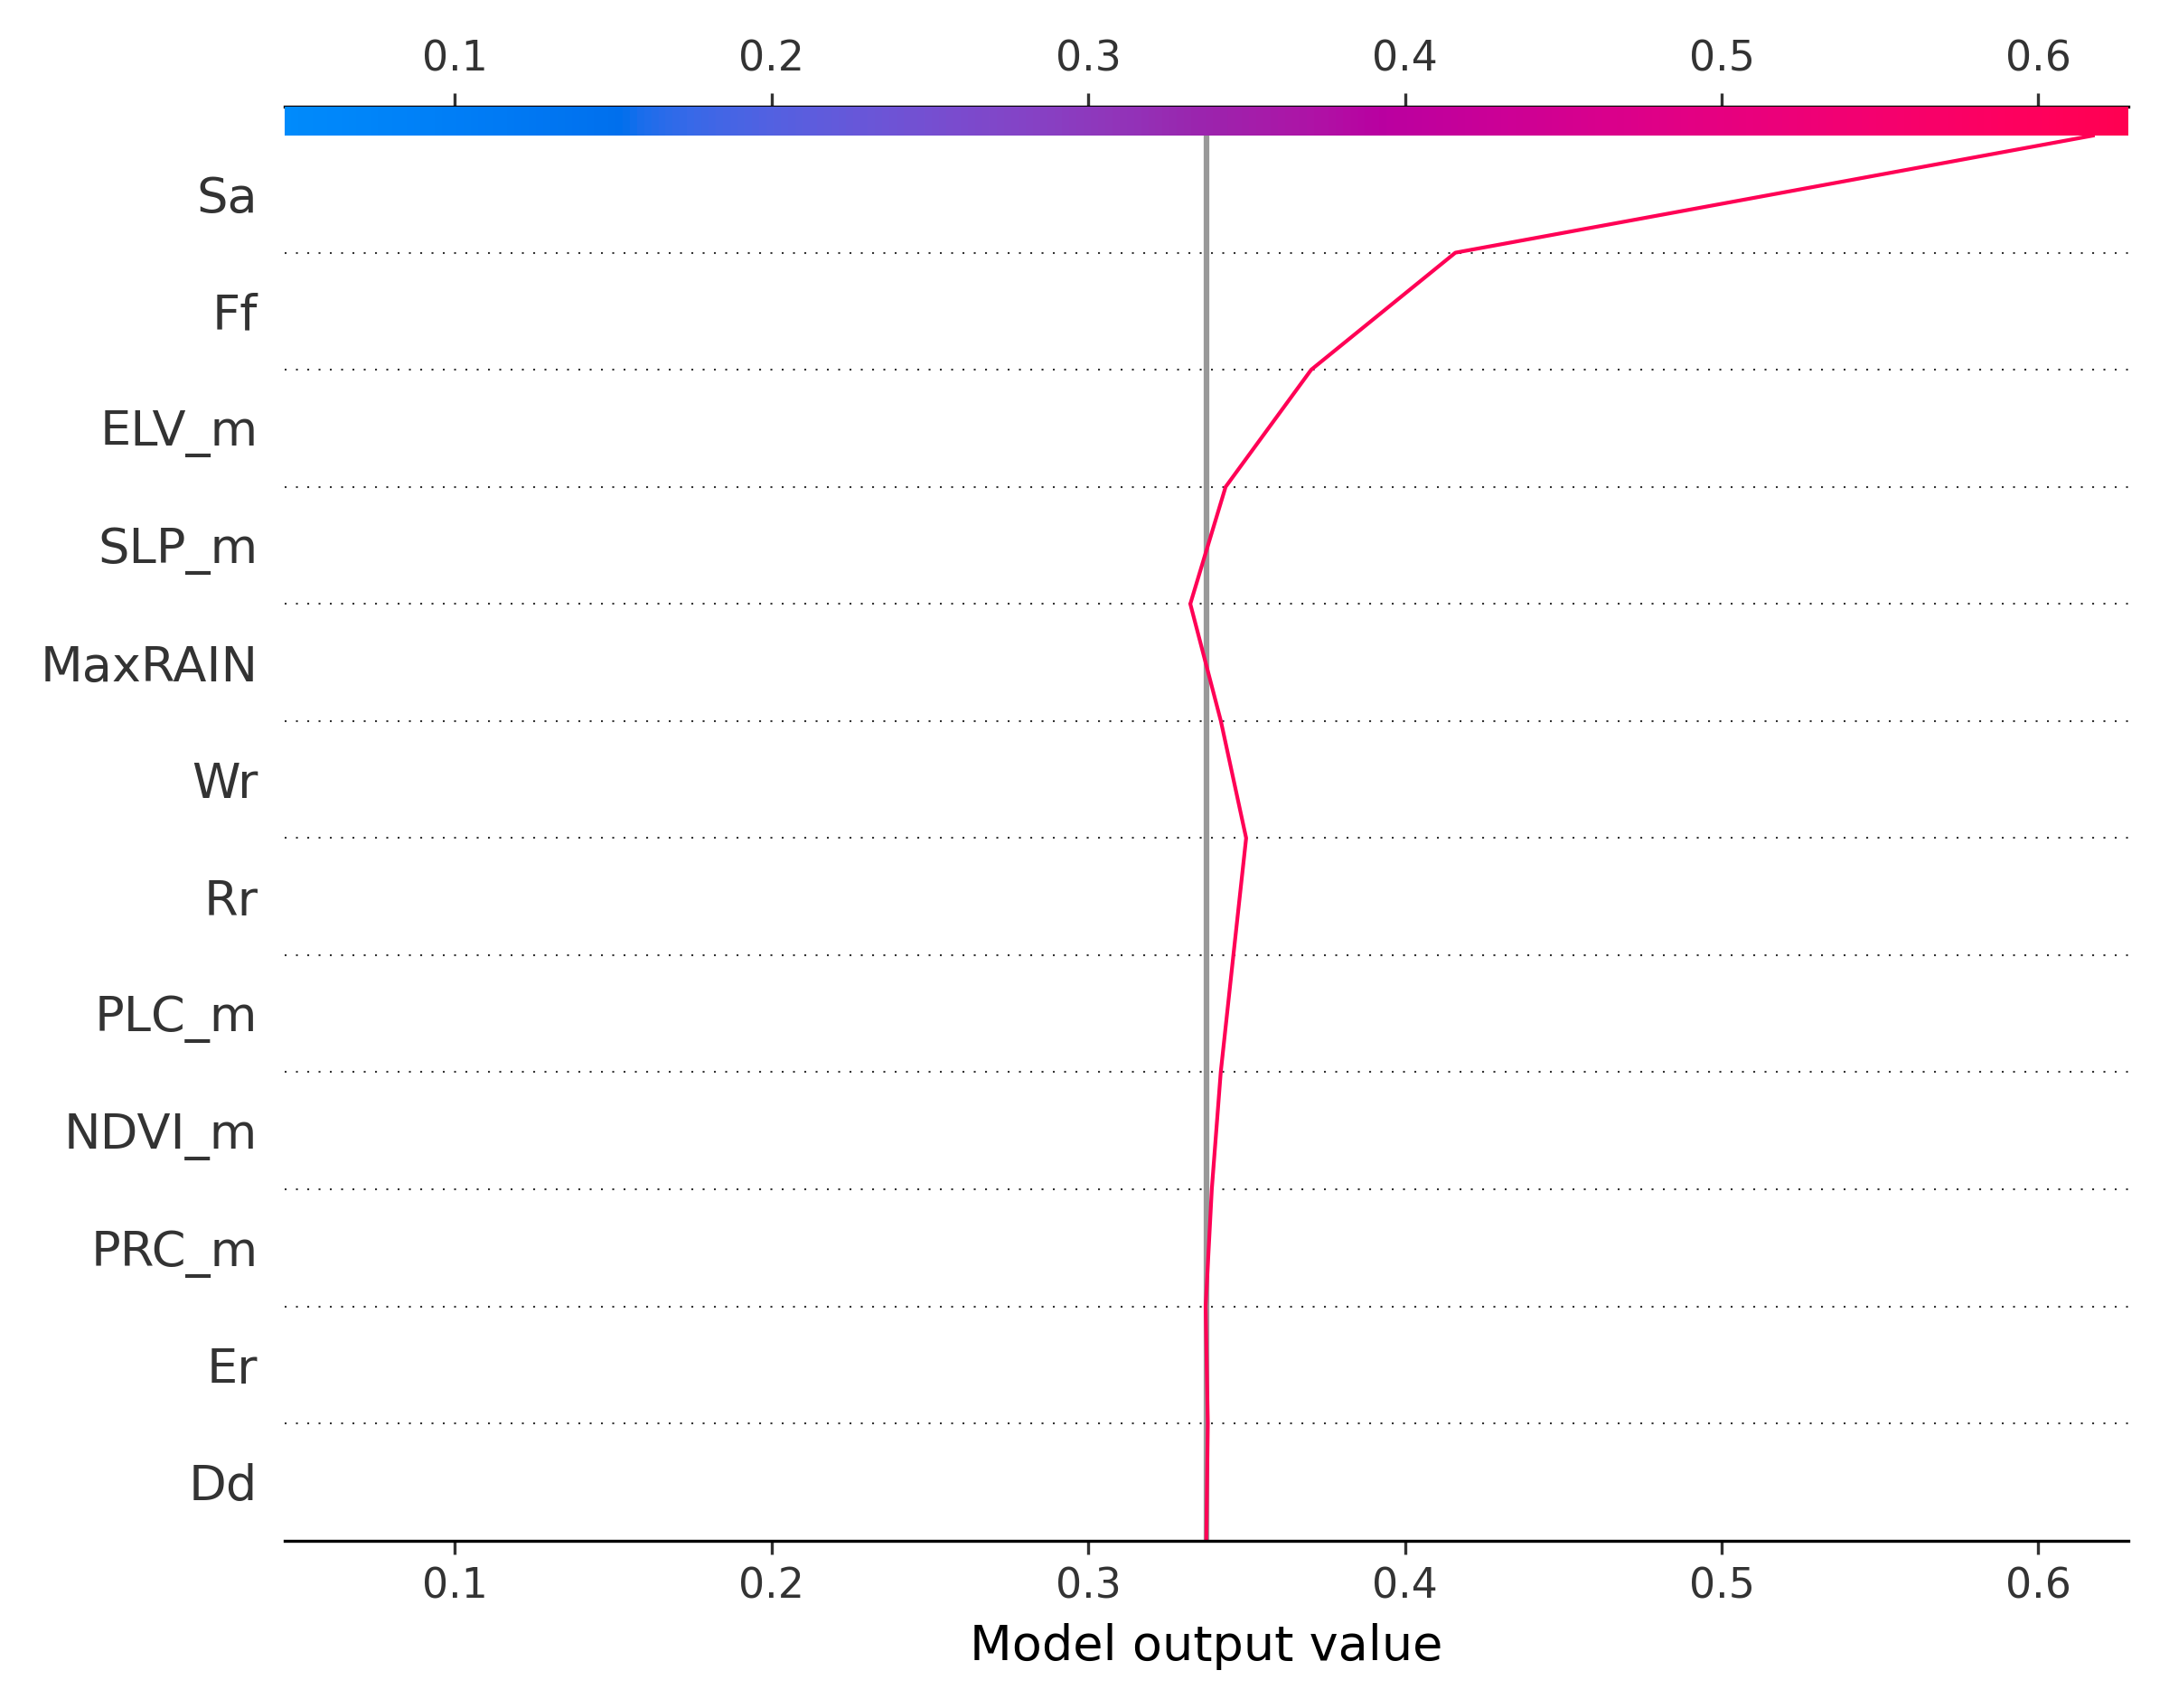 0.1 0.2 0.3 0.4 0.5 0.6
Sa
Ff
ELV_m
SLP_m
MaxRAIN
Wr
Rr
PLC_m
NDVI_m
PRC_m
Er
Dd
0.1 0.2 0.3 0.4 0.5 0.6
Model output value